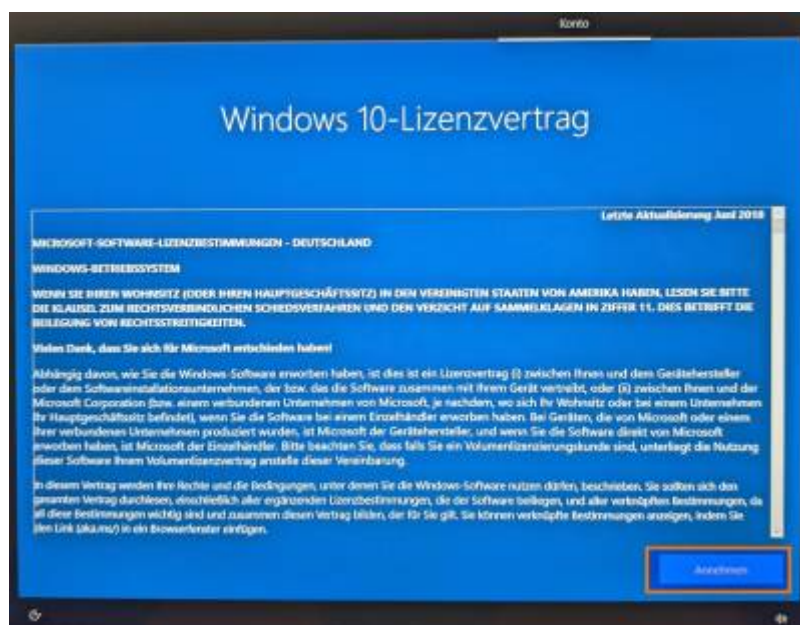 Konto
Windows 10-Lizenzvertrag
Letzte Aktualisierung Juni 2018
MICROSOFT-SOFTWARE-LIZENZBESTIMMUNGEN - DEUTSCHLAND
WINDOWS-BETRIEBSSYSTEM
WENN SIE IHREN WOHNSITZ (ODER IHREN HAUPTGESCHÄFTSSITZ) IN DEN VEREINIGTEN STAATEN VON AMERIKA HABEN, LESEN SIE BITTE
DIE KLAUSEL ZUM RECHTSVERBINDLICHEN SCHIEDSVERFAHREN UND DEN VERZICHT AUF SAMMELKLAGEN IN ZIFFER 11. DIES BETRIFFT DIE
BEILEGUNG VON RECHTSSTREITIGKEITEN.
Vielen Dank, dass Sie sich für Microsoft entschieden haben!
Abhängig davon, wie Sie die Windows-Software erworben haben, ist dies ist ein Lizenzvertrag (i) zwischen Ihnen und dem Gerätehersteller
oder dem Softwareinstallationsunternehmen, der bzw. das die Software zusammen mit Ihrem Gerät vertreibt, oder (ii) zwischen Ihnen und der
Microsoft Corporation (bzw. einem verbundenen Unternehmen von Microsoft, je nachdem, wo sich Ihr Wohnsitz oder bei einem Unternehmen
Ihr Hauptgeschäftssitz befindet), wenn Sie die Software bei einem Einzelhändler erworben haben. Bei Geräten, die von Microsoft oder einem
ihrer verbundenen Unternehmen produziert wurden, ist Microsoft der Gerätehersteller, und wenn Sie die Software direkt von Microsoft
erworben haben, ist Microsoft der Einzelhändler. Bitte beachten Sie, dass falls Sie ein Volumenlizenzierungskunde sind, unterliegt die Nutzung
dieser Software Ihrem Volumenlizenzvertrag anstelle dieser Vereinbarung.
In diesem Vertrag werden Ihre Rechte und die Bedingungen, unter denen Sie die Windows-Software nutzen dürfen, beschrieben. Sie sollten sich den
gesamten Vertrag durchlesen, einschließlich aller ergänzenden Lizenzbestimmungen, die der Software beiliegen, und aller verknüpften Bestimmungen, da
all diese Bestimmungen wichtig sind und zusammen diesen Vertrag bilden, der für Sie gilt. Sie können verknüpfte Bestimmungen anzeigen, indem Sie
den Link (aka.ms/) in ein Browserfenster einfügen.
Annehmen